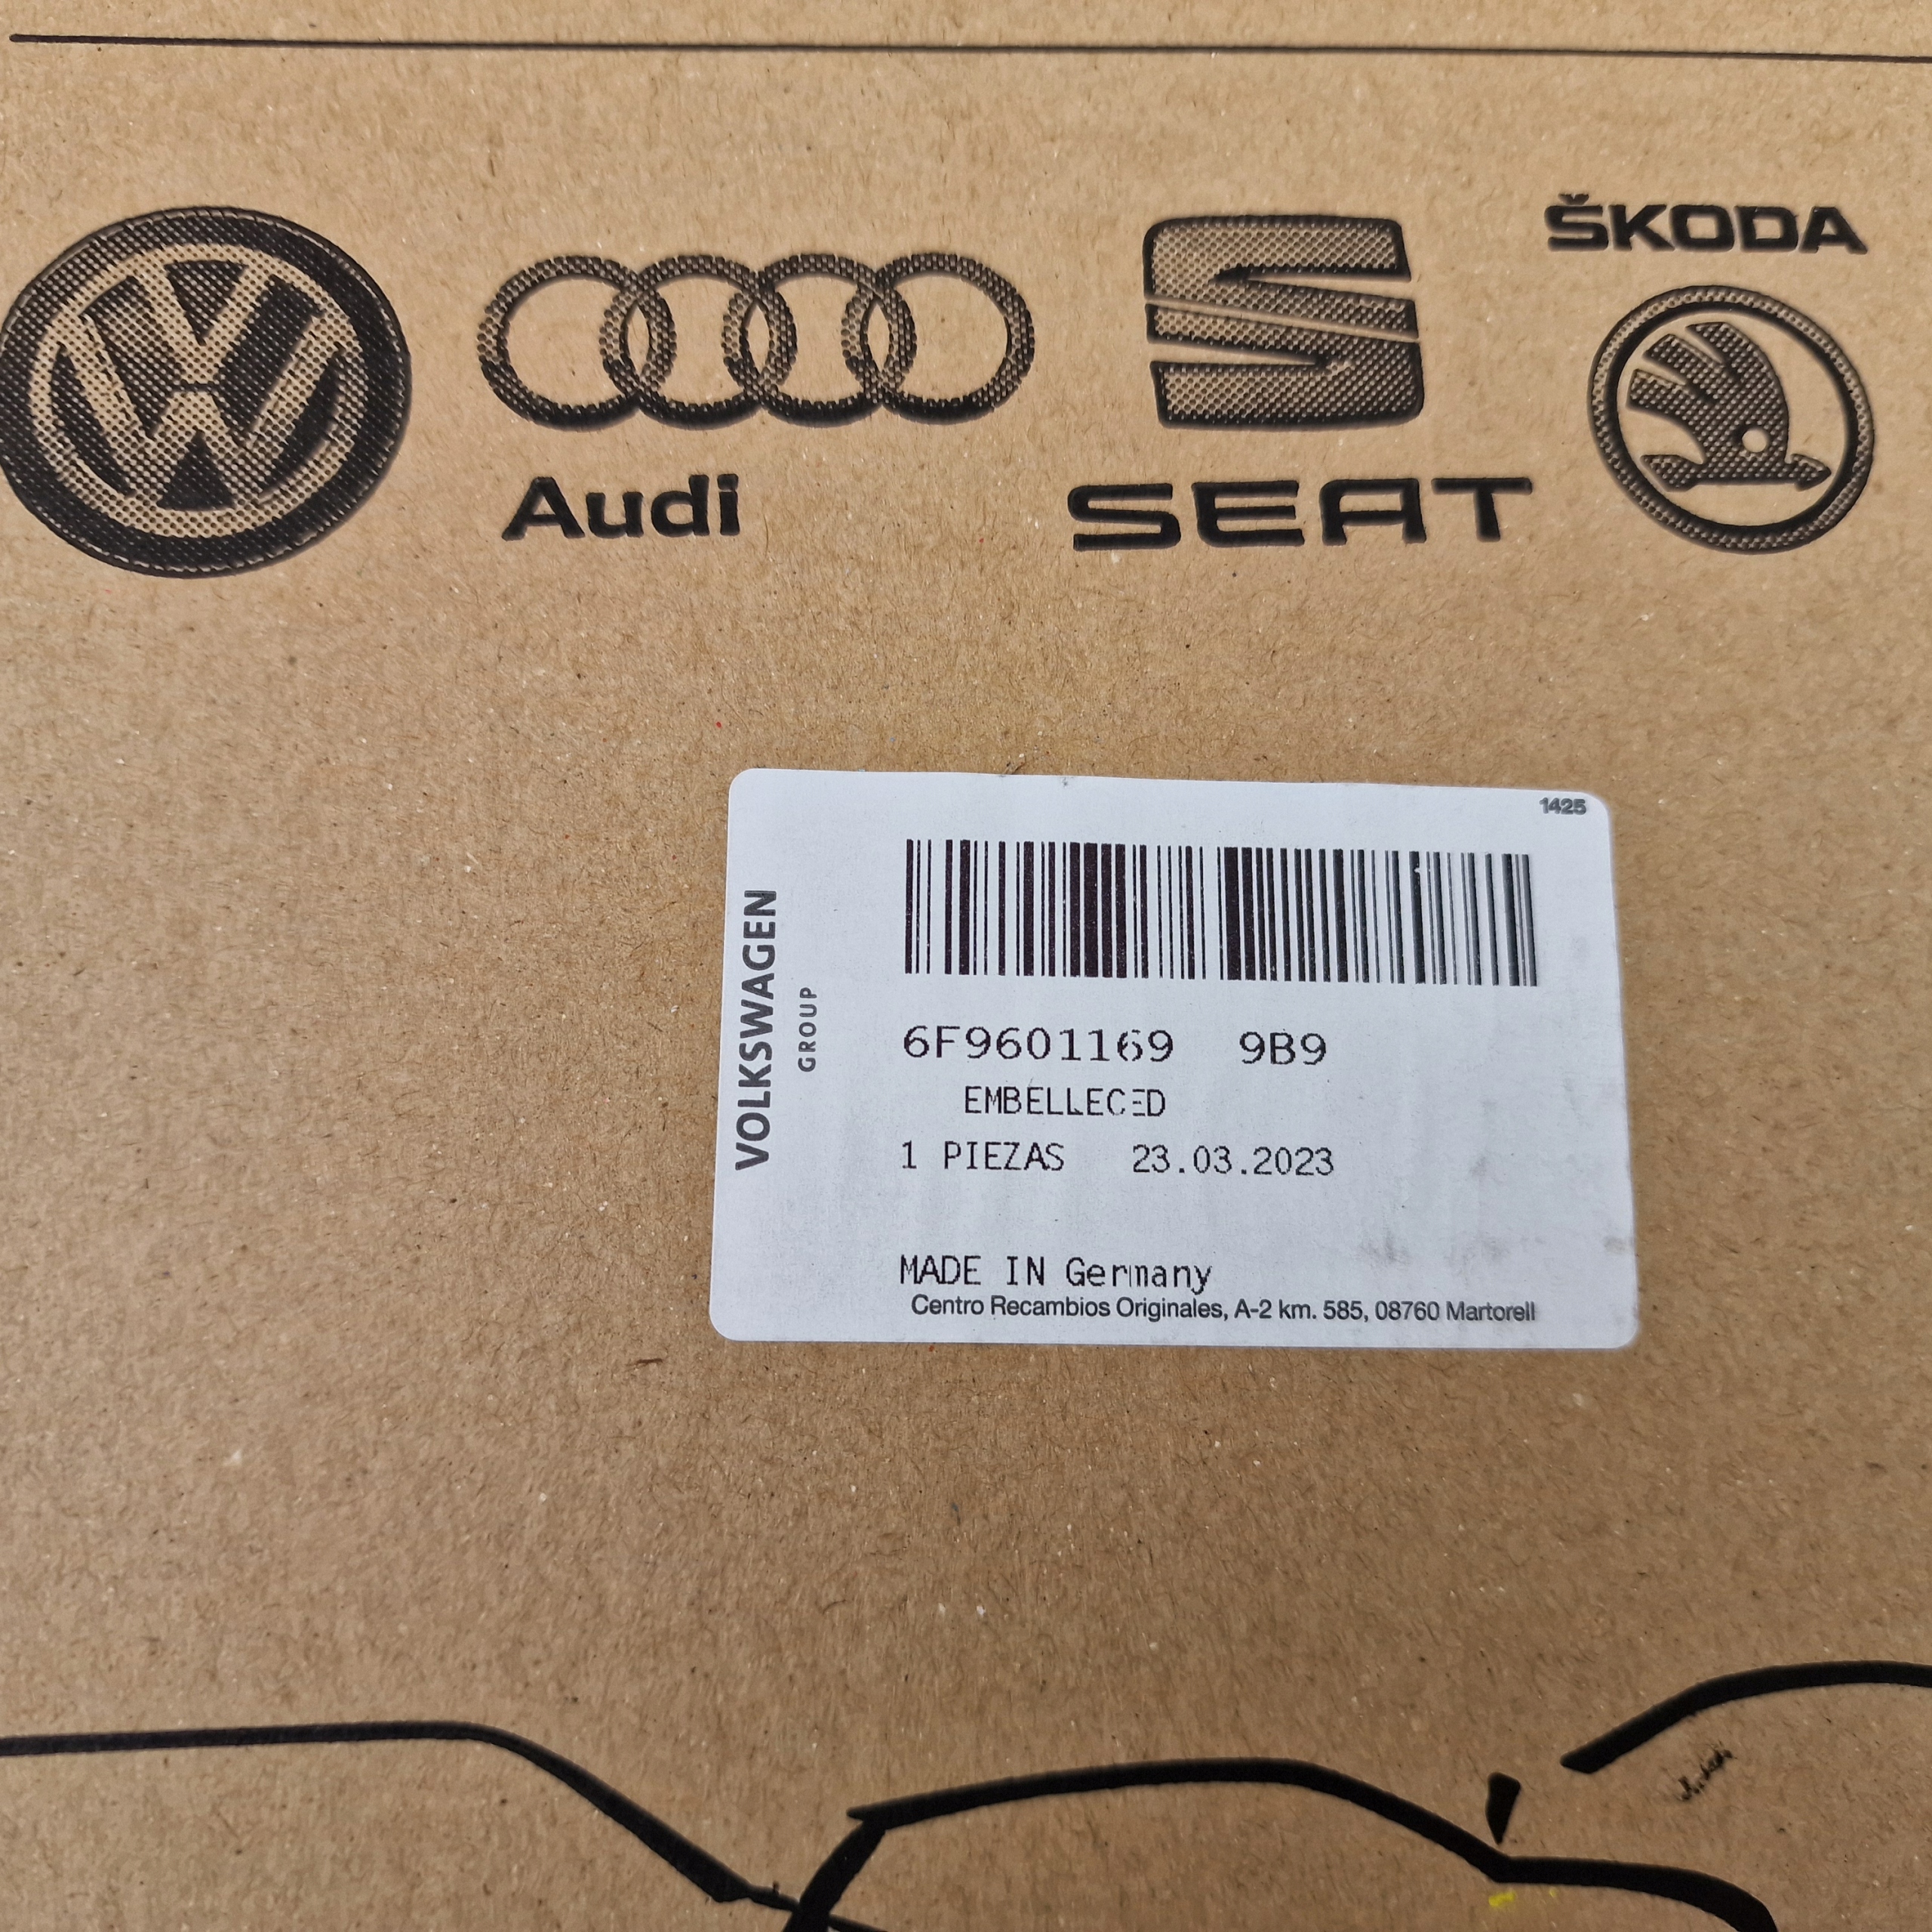 ŠKODA
Audi
SEAT
1425
VOLKSWAGEN
GROUP
6F9601169 9B9
EMBELLECED
1 PIEZAS 23.03.2023
MADE IN Germany
Centro Recambios Originales, A-2 km. 585, 08760 Martorell